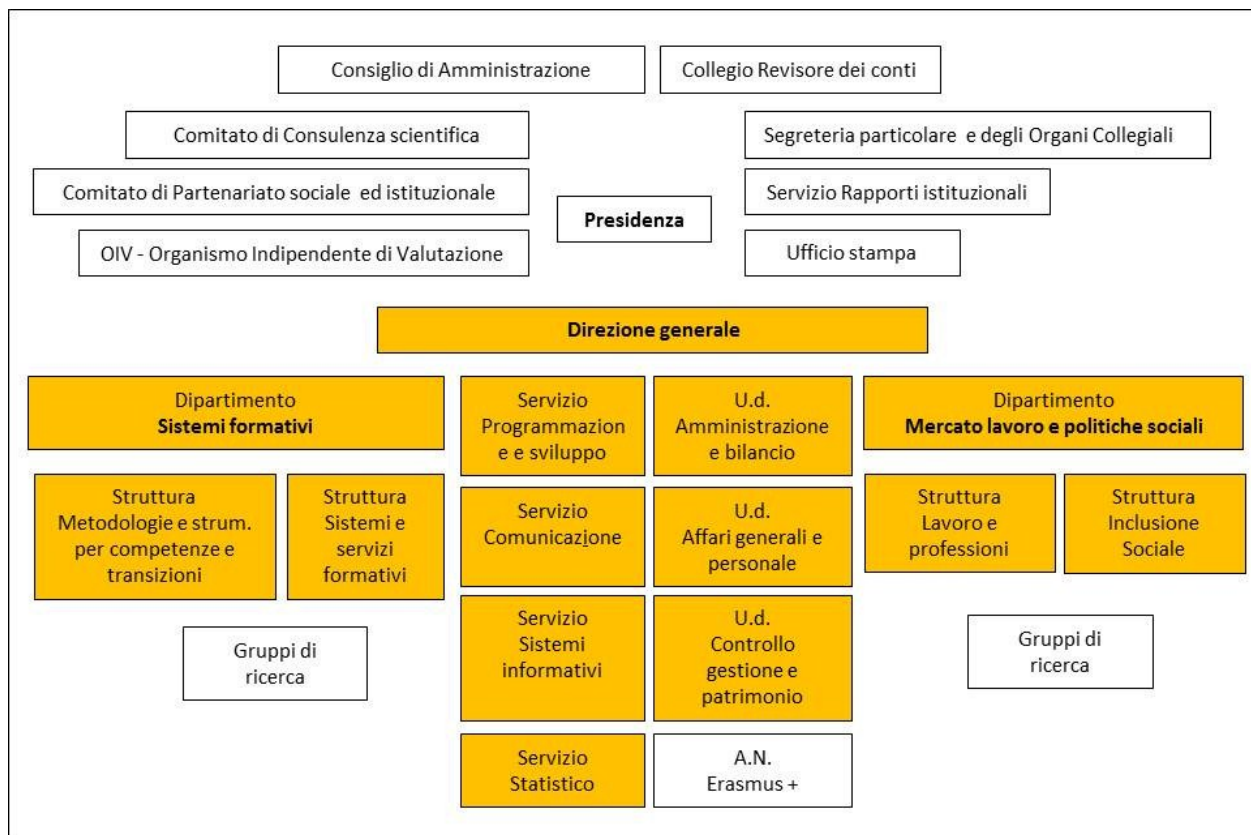 Consiglio di Amministrazione
Collegio Revisore dei conti
Comitato di Consulenza scientifica
Segreteria particolare e degli Organi Collegiali
Comitato di Partenariato sociale ed istituzionale
Servizio Rapporti istituzionali
Presidenza
OIV - Organismo Indipendente di Valutazione
Ufficio stampa
Direzione generale
Dipartimento
Sistemi formativi
Servizio
Programmazion
e e sviluppo
U.d.
Amministrazione
e bilancio
Dipartimento
Mercato lavoro e politiche sociali
Struttura
Metodologie e strum.
per competenze e
transizioni
Struttura
Sistemi e
servizi
formativi
Servizio
Comunicazione
U.d.
Affari generali e
personale
Struttura
Lavoro e
professioni
Struttura
Inclusione
Sociale
Gruppi di
ricerca
Servizio
Sistemi
informativi
U.d.
Controllo
gestione e
patrimonio
Gruppi di
ricerca
Servizio
Statistico
A.N.
Erasmus +